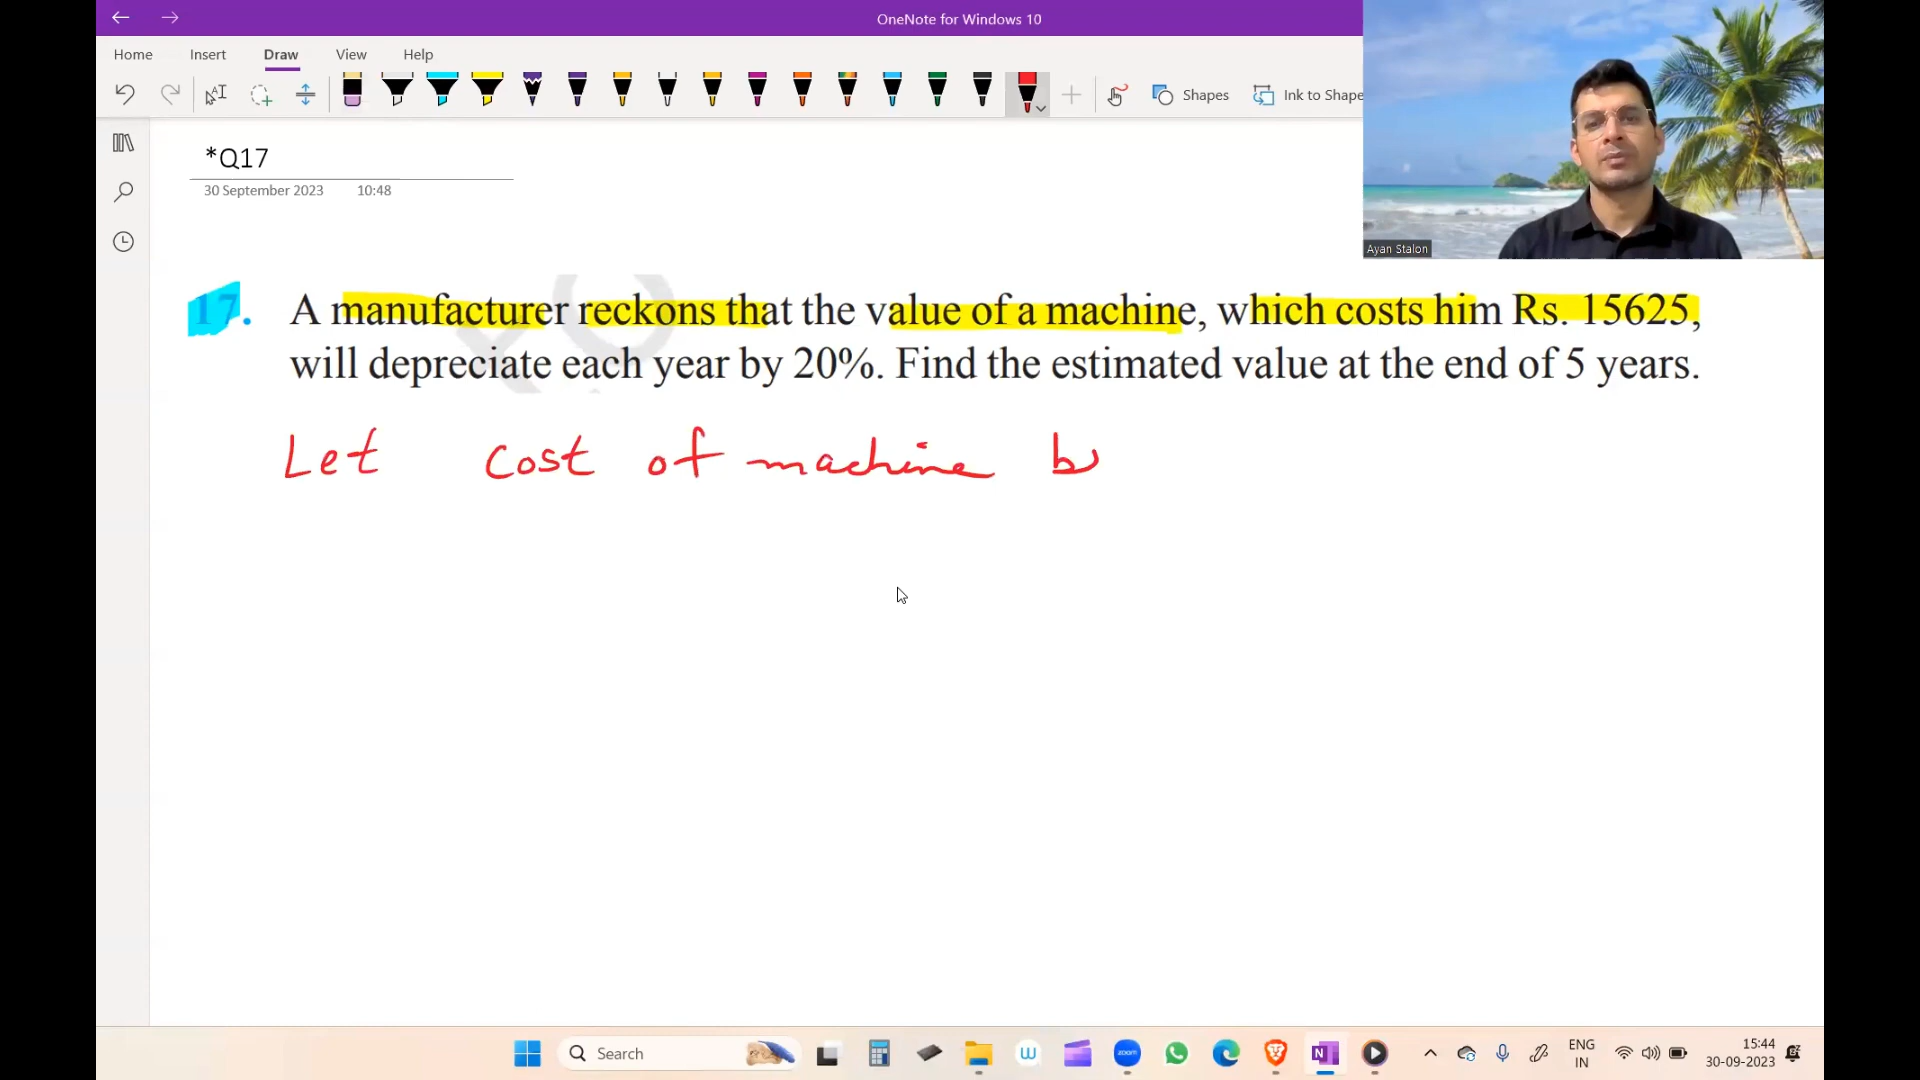 OneNote for Windows 10
Home Insert Draw View Help
Shapes Ink to Shape
*Q17
30 September 2023 10:48
Ayan Stalon
17. A manufacturer reckons that the value of a machine, which costs him Rs. 15625,
will depreciate each year by 20%. Find the estimated value at the end of 5 years.
Let cost of machine
Search
zoom
ENG
IN
15:44
30-09-2023